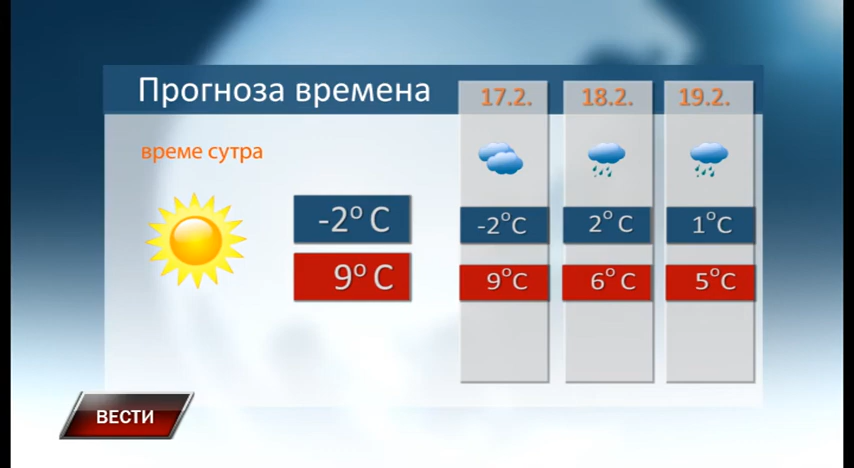 Прогноза времена
17.2. 18.2. 19.2.
време сутра
-2° C
9° C
-2°C 2°C 1°C
9°C 6°C 5°C
ВЕСТИ